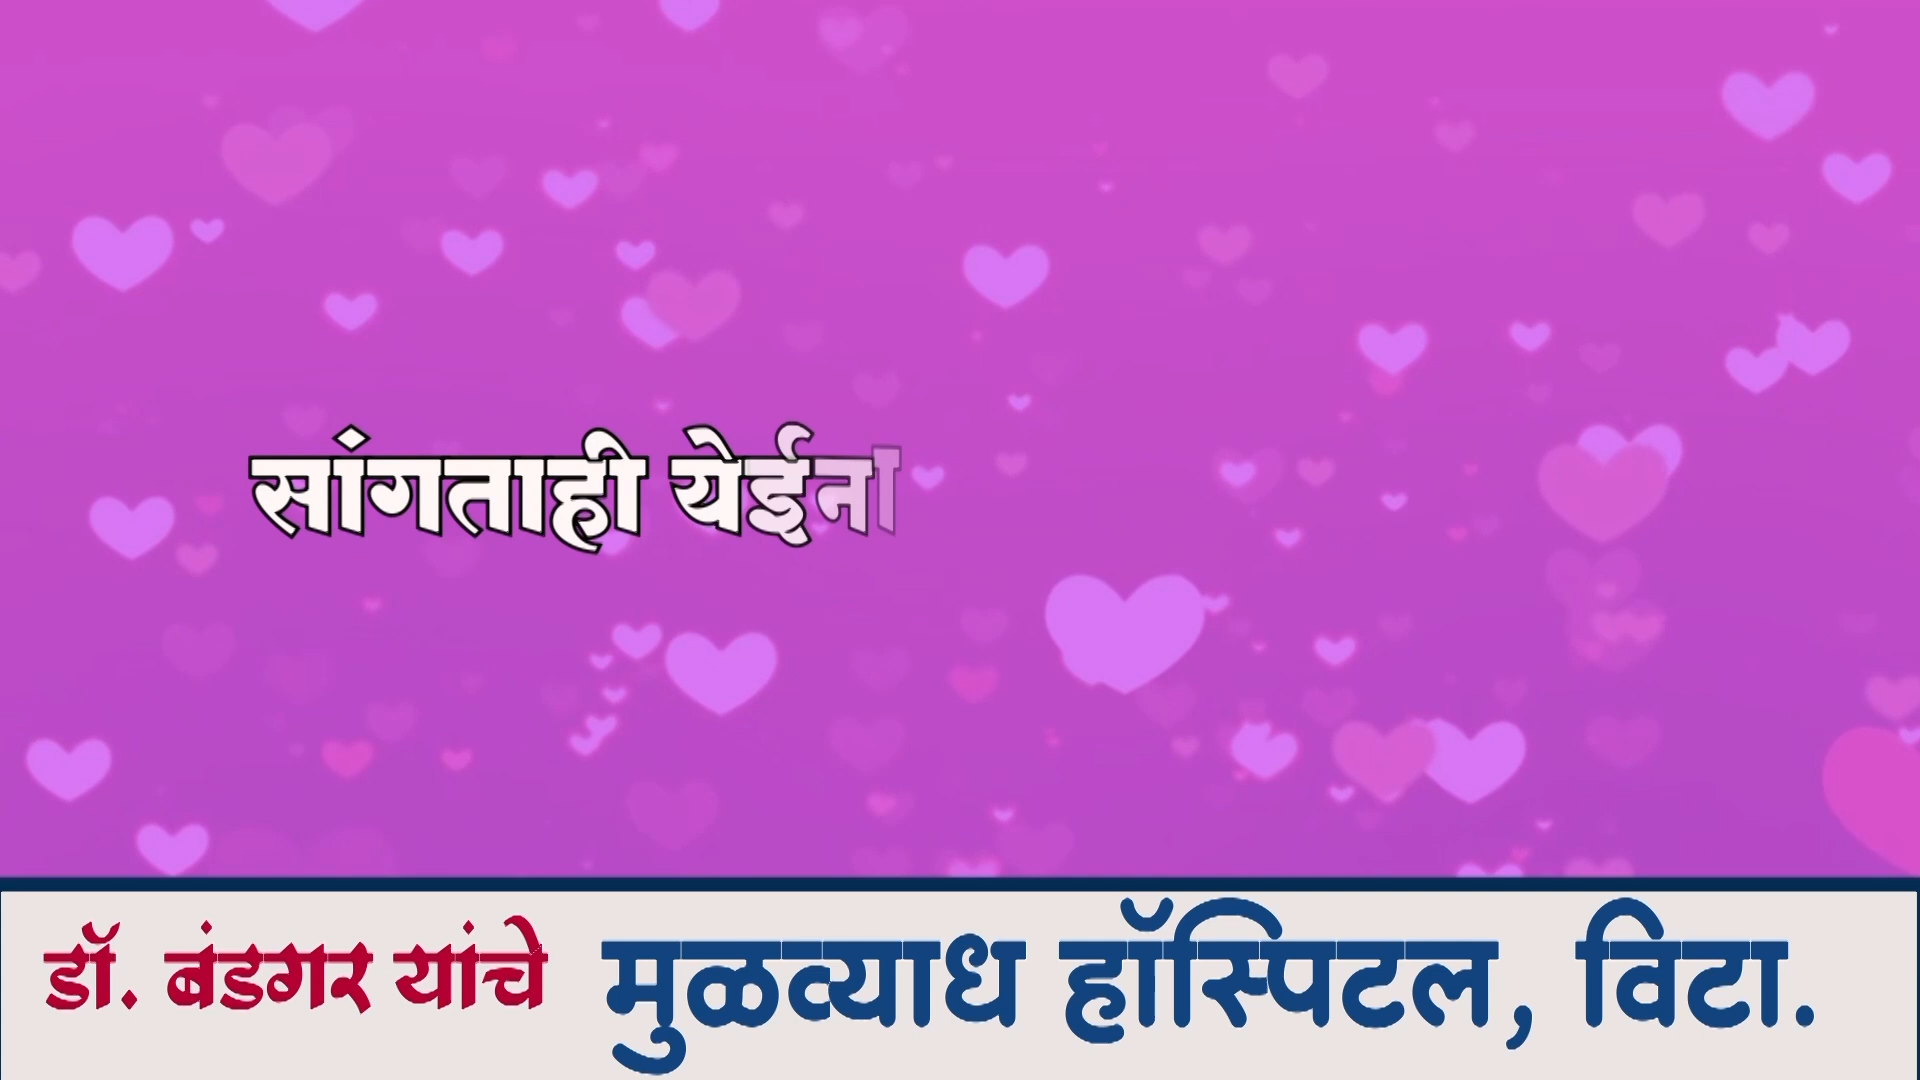 सांगताही येईना
डॉ. बंडगर यांचे मुळव्याध हॉस्पिटल, विटा.